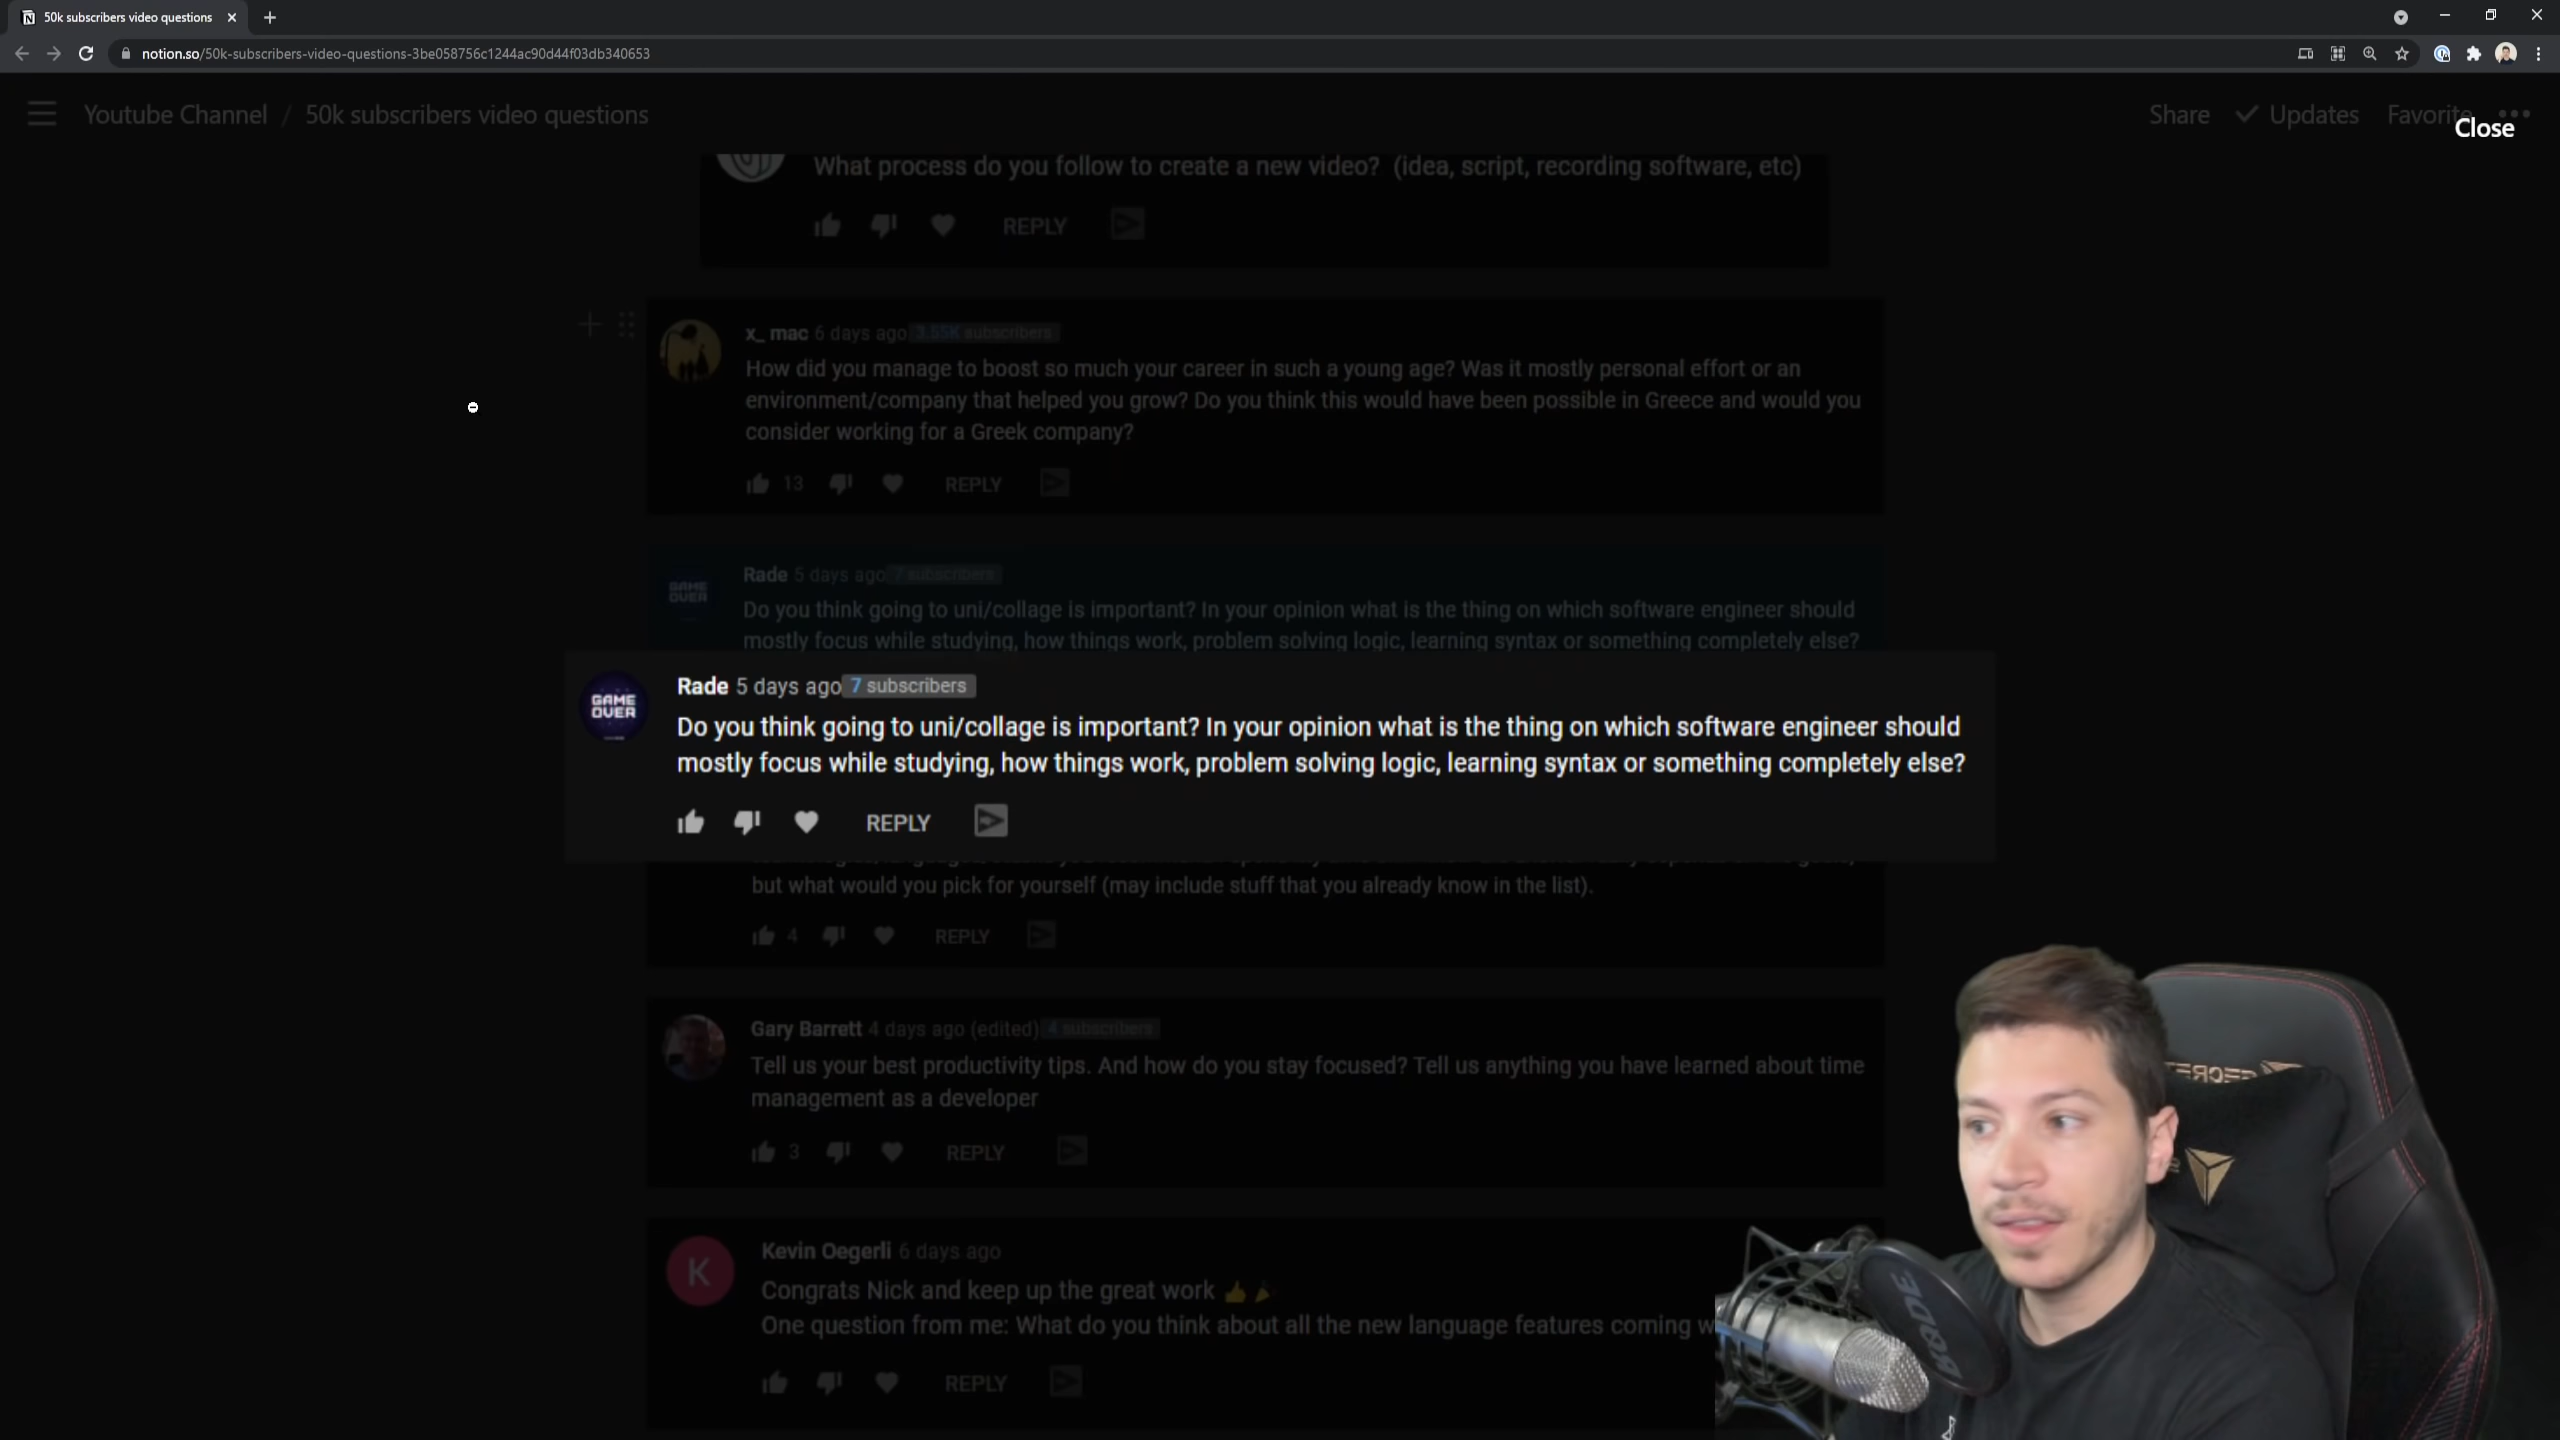 50k subscribers video questions
notion.so/50k-subscribers-video-questions-3be058756c1244ac90d44f03db340653
Youtube Channel / 50k subscribers video questions
Share Updates Favorite
Close
What process do you follow to create a new video? (idea, script, recording software, etc)
REPLY
x_ mac 6 days ago 3.55K subscribers
How did you manage to boost so much your career in such a young age? Was it mostly personal effort or an
environment/company that helped you grow? Do you think this would have been possible in Greece and would you
consider working for a Greek company?
13 REPLY
GAME
OVER
Rade 5 days ago 7 subscribers
Do you think going to uni/collage is important? In your opinion what is the thing on which software engineer should
mostly focus while studying, how things work, problem solving logic, learning syntax or something completely else?
GAME
OVER
Rade 5 days ago 7 subscribers
Do you think going to uni/collage is important? In your opinion what is the thing on which software engineer should
mostly focus while studying, how things work, problem solving logic, learning syntax or something completely else?
REPLY
but what would you pick for yourself (may include stuff that you already know in the list).
4 REPLY
Gary Barrett 4 days ago (edited) 4 subscribers
Tell us your best productivity tips. And how do you stay focused? Tell us anything you have learned about time
management as a developer
3 REPLY
K
Kevin Oegerli 6 days ago
Congrats Nick and keep up the great work 👍 🎉
One question from me: What do you think about all the new language features coming
REPLY
RODE